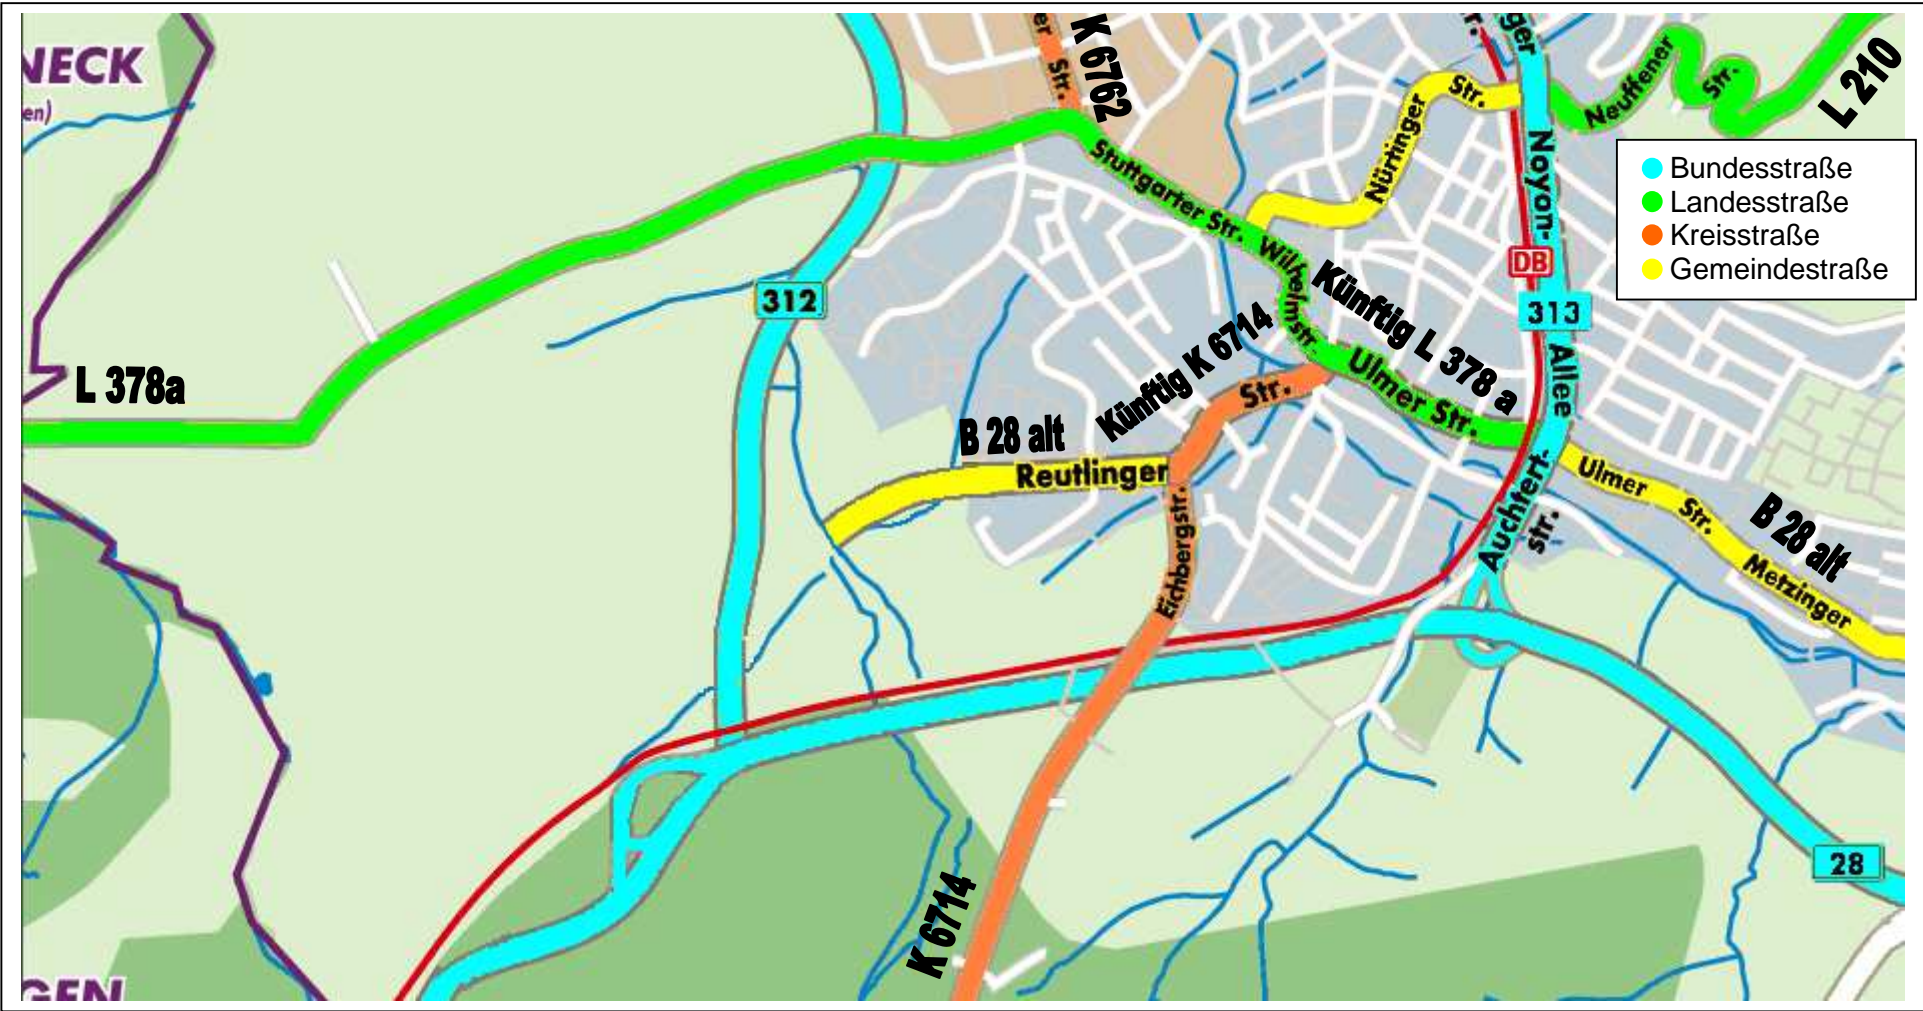 NECK
en)
er
Str.
K 6762
r.
ger
Str.
Nürtinger
Neuffener
Str.
L 210
Bundesstraße
Landesstraße
Kreisstraße
Gemeindestraße
Stuttgarter Str.
Wilhelmstr.
Noyon-
DB
312
313
Allee
Künftig L 378 a
Künftig K 6714
L 378a
Ulmer Str.
Str.
B 28 alt
Reutlinger
Eichbergstr.
Auchtert-
str.
Ulmer
Str.
B 28 alt
Metzinger
28
K 6714
GEN